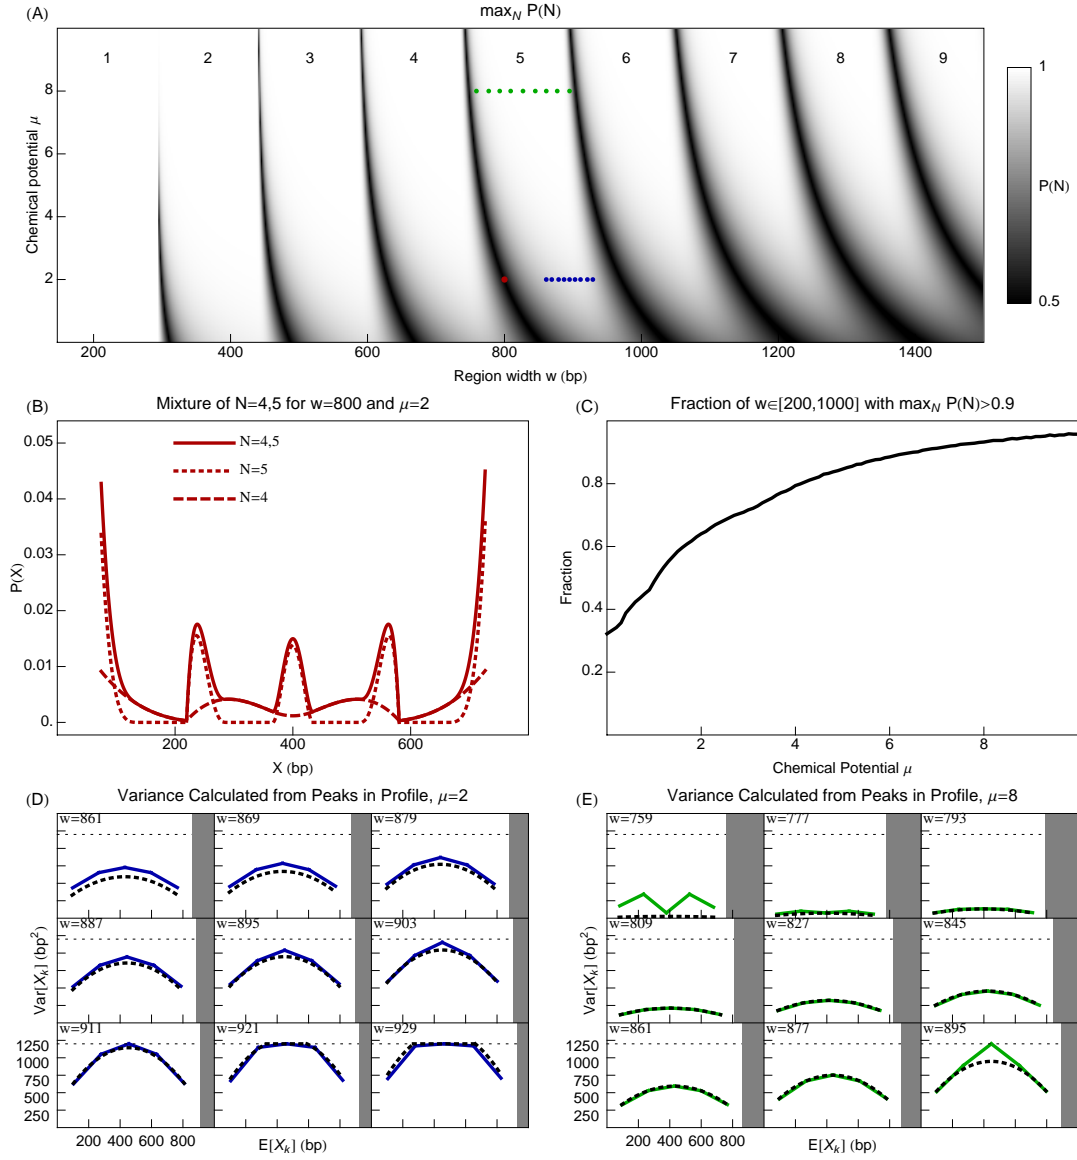 (A) max_N P(N)
1 2 3 4 5 6 7 8 9
8
6
4
2
Chemical potential μ
200 400 600 800 1000 1200 1400
Region width w (bp)
1
P(N)
0.5
(B) Mixture of N=4,5 for w=800 and μ=2
N=4,5
N=5
N=4
0.05
0.04
0.03
0.02
0.01
0.
P(X)
200 400 600
X (bp)
(C) Fraction of w∈[200,1000] with max_N P(N)>0.9
0.8
0.6
0.4
0.2
Fraction
2 4 6 8
Chemical Potential μ
(D) Variance Calculated from Peaks in Profile, μ=2
w=861 w=869 w=879
w=887 w=895 w=903
w=911 w=921 w=929
Var[X_k] (bp²)
1250
1000
750
500
250
200 400 600 800
E[X_k] (bp)
(E) Variance Calculated from Peaks in Profile, μ=8
w=759 w=777 w=793
w=809 w=827 w=845
w=861 w=877 w=895
Var[X_k] (bp²)
1250
1000
750
500
250
200 400 600 800
E[X_k] (bp)